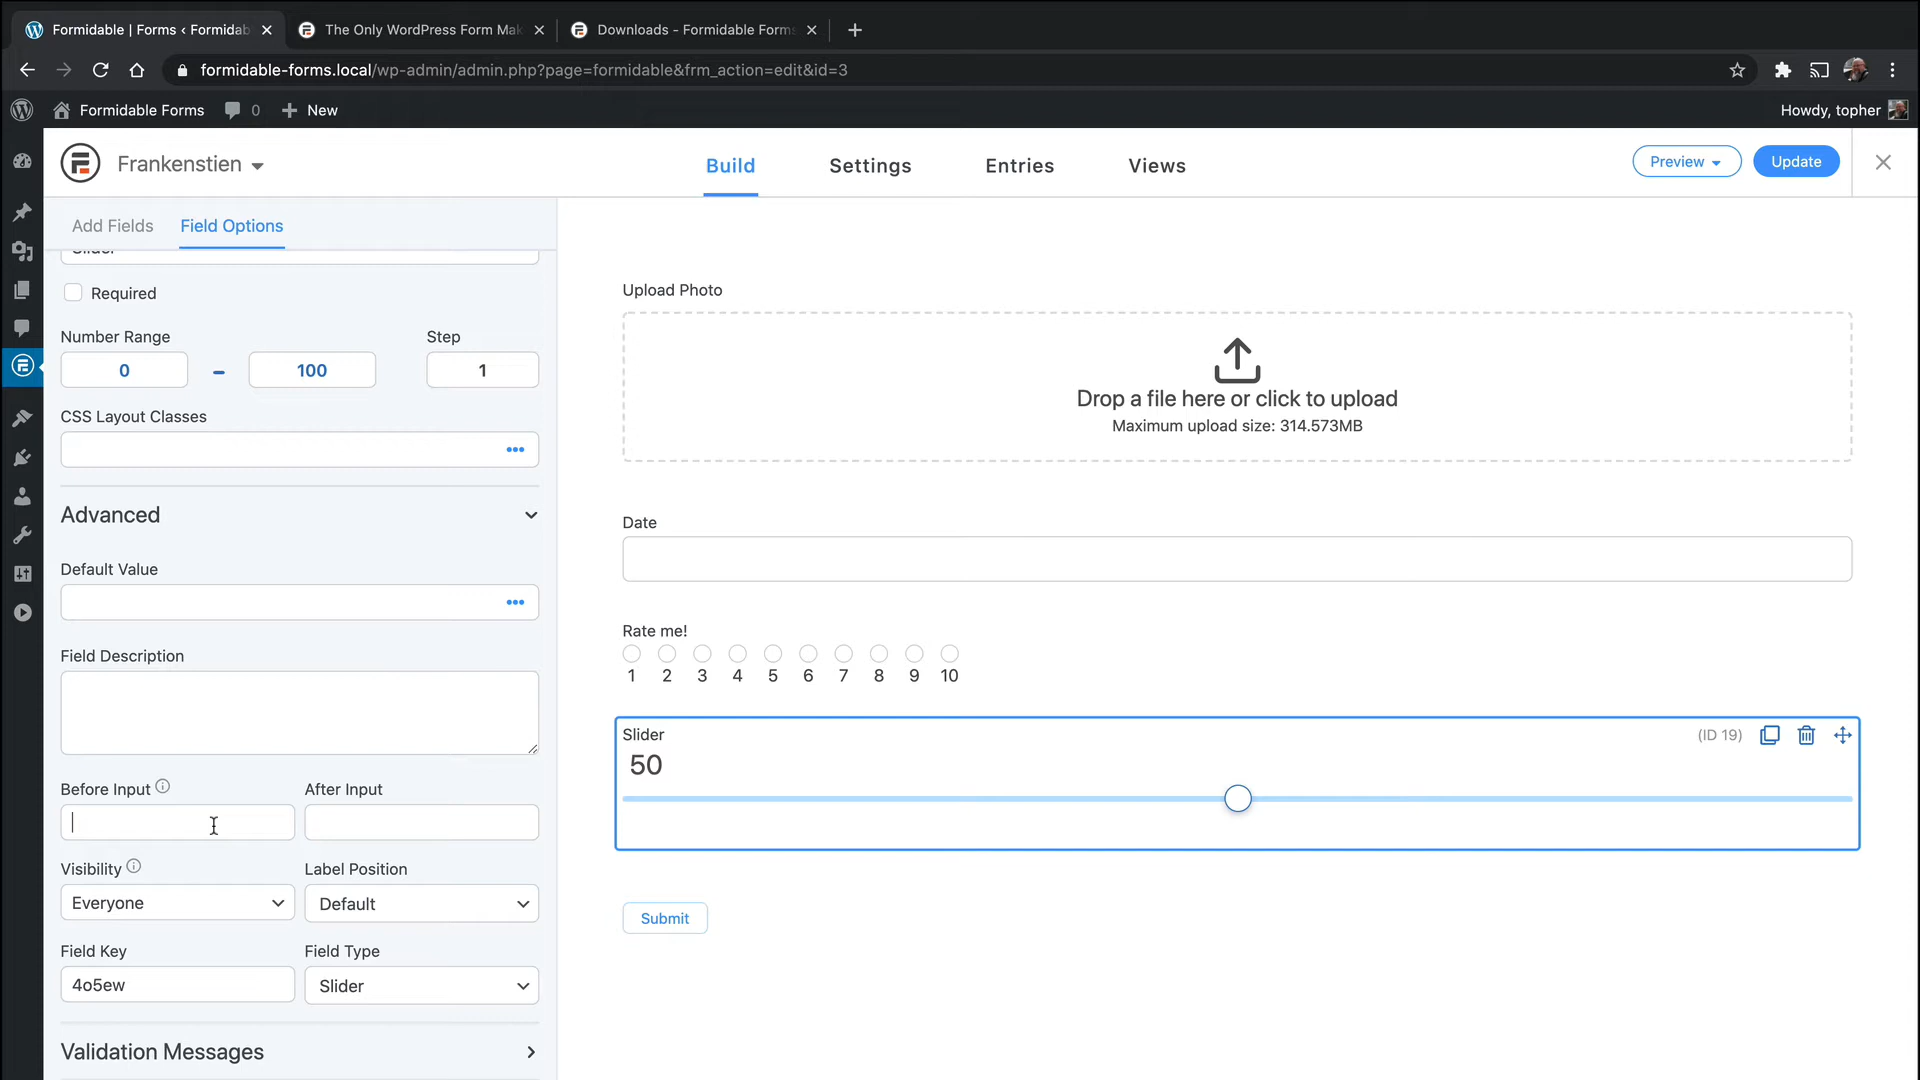 Formidable | Forms ‹ Formidab
The Only WordPress Form Mak
Downloads - Formidable Forms
formidable-forms.local/wp-admin/admin.php?page=formidable&frm_action=edit&id=3
Formidable Forms
0
New
Howdy, topher
Frankenstien
Build
Settings
Entries
Views
Preview
Update
Add Fields
Field Options
Slider
Required
Number Range
Step
0
–
100
1
CSS Layout Classes
Advanced
Default Value
Field Description
Before Input
After Input
Visibility
Label Position
Everyone
Default
Field Key
Field Type
4o5ew
Slider
Validation Messages
Upload Photo
Drop a file here or click to upload
Maximum upload size: 314.573MB
Date
Rate me!
1 2 3 4 5 6 7 8 9 10
Slider
(ID 19)
50
Submit